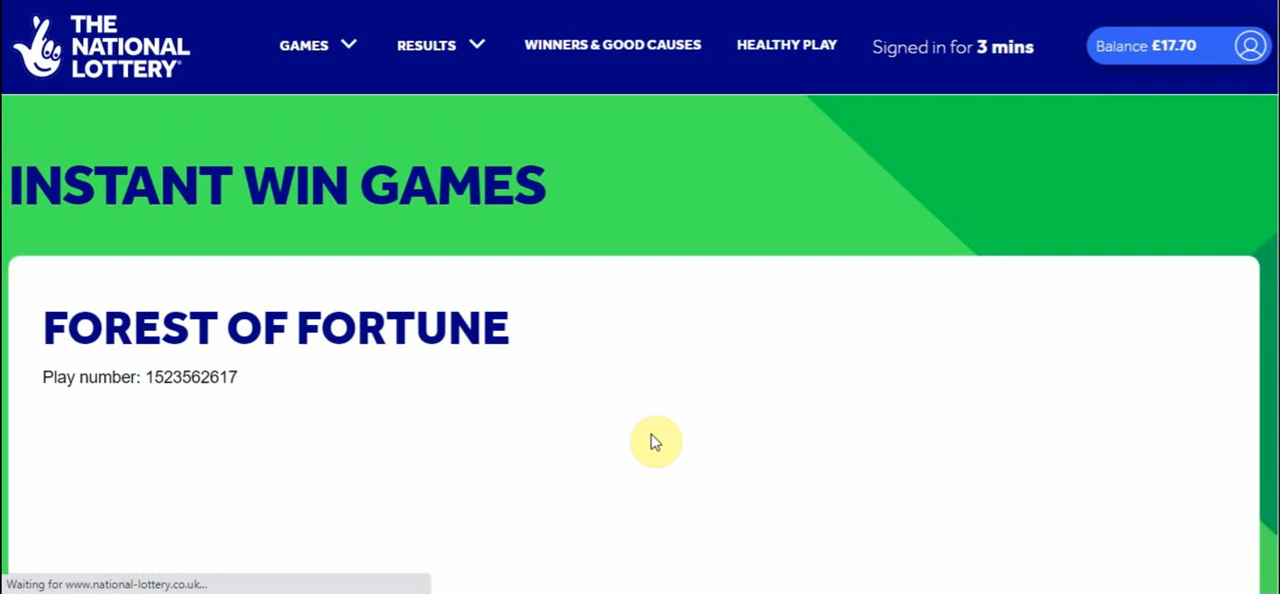 THE
NATIONAL
LOTTERY
GAMES RESULTS WINNERS & GOOD CAUSES HEALTHY PLAY Signed in for 3 mins Balance £17.70
INSTANT WIN GAMES
FOREST OF FORTUNE
Play number: 1523562617
Waiting for www.national-lottery.co.uk...